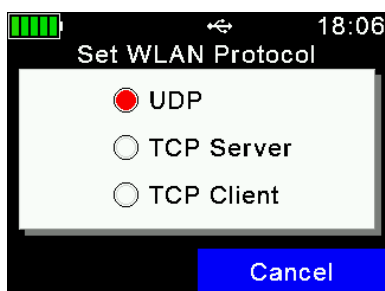 18:06
Set WLAN Protocol
UDP
TCP Server
TCP Client
Cancel